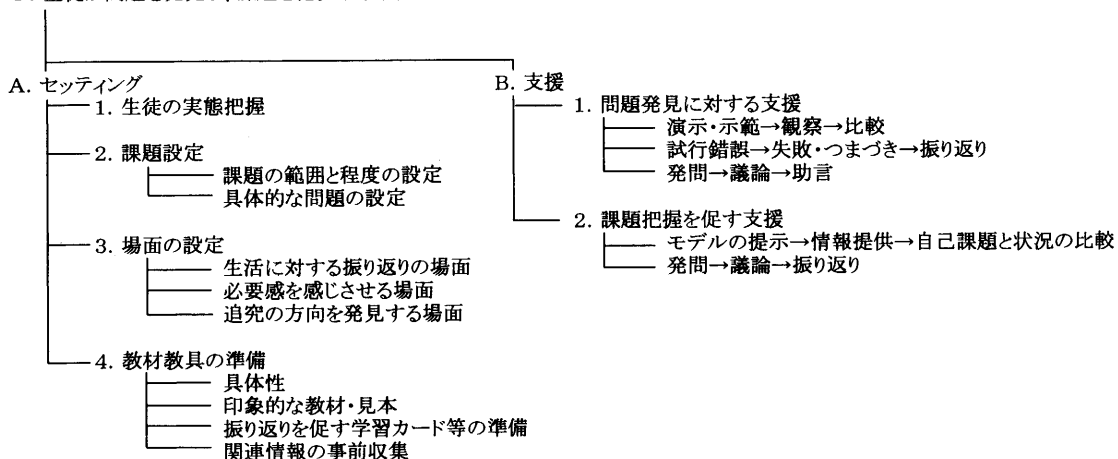 A. セッティング
1. 生徒の実態把握
2. 課題設定
課題の範囲と程度の設定
具体的な問題の設定
3. 場面の設定
生活に対する振り返りの場面
必要感を感じさせる場面
追究の方向を発見する場面
4. 教材教具の準備
具体性
印象的な教材・見本
振り返りを促す学習カード等の準備
関連情報の事前収集
B. 支援
1. 問題発見に対する支援
演示・示範→観察→比較
試行錯誤→失敗・つまづき→振り返り
発問→議論→助言
2. 課題把握を促す支援
モデルの提示→情報提供→自己課題と状況の比較
発問→議論→振り返り